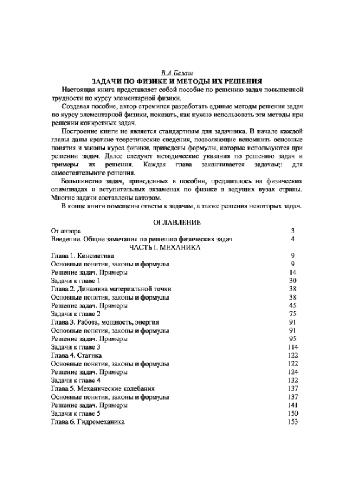 В.А Балаш
ЗАДАЧИ ПО ФИЗИКЕ И МЕТОДЫ ИХ РЕШЕНИЯ
Настоящая книга представляет собой пособие по решению задач повышенной
трудности по курсу элементарной физики.
Создавая пособие, автор стремился разработать единые методы решения задач
по курсу элементарной физики, показать, как нужно использовать эти методы при
решении конкретных задач.
Построение книги не является стандартным для задачника. В начале каждой
главы даны краткие теоретические сведения, позволяющие вспомнить основные
понятия и законы курса физики, приведены формулы, которые используются при
решении задач. Далее следуют методические указания по решению задач и
примеры их решения. Каждая глава заканчивается задачами для
самостоятельного решения.
Большинство задач, приведенных в пособии, предлагалось на физических
олимпиадах и вступительных экзаменах по физике в ведущих вузах страны.
Многие задачи составлены автором.
В конце книги помещены ответы к задачам, а также решения некоторых задач.
ОГЛАВЛЕНИЕ
От автора 3
Введение. Общие замечания по решению физических задач 4
ЧАСТЬ I. МЕХАНИКА
Глава 1. Кинематика 9
Основные понятия, законы и формулы 9
Решение задач. Примеры 14
Задачи к главе 1 30
Глава 2. Динамика материальной точки 38
Основные понятия, законы и формулы 38
Решение задач. Примеры 45
Задачи к главе 2 75
Глава 3. Работа, мощность, энергия 91
Основные понятия, законы и формулы 91
Решение задач. Примеры 95
Задачи к главе 3 114
Глава 4. Статика 122
Основные понятия, законы и формулы 122
Решение задач. Примеры 124
Задачи к главе 4 132
Глава 5. Механические колебания 137
Основные понятия, законы и формулы 137
Решение задач. Примеры 141
Задачи к главе 5 150
Глава 6. Гидромеханика 153